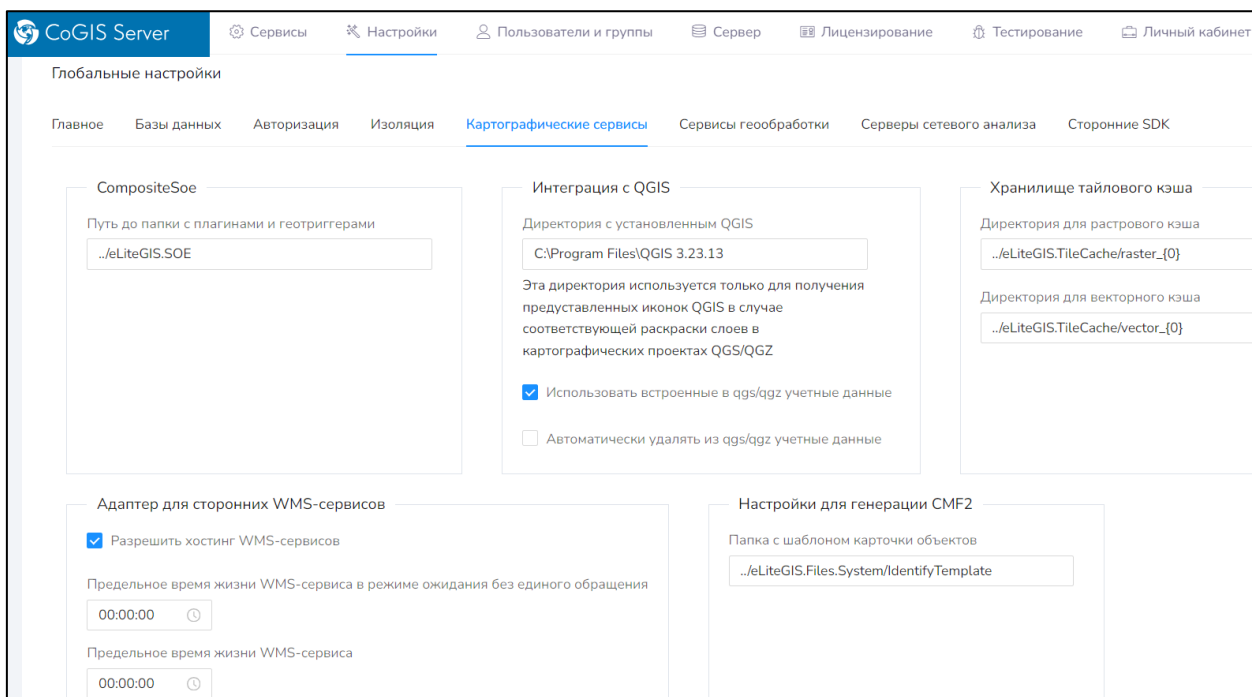 CoGIS Server
Сервисы
Настройки
Пользователи и группы
Сервер
Лицензирование
Тестирование
Личный кабинет
Глобальные настройки
Главное
Базы данных
Авторизация
Изоляция
Картографические сервисы
Сервисы геообработки
Серверы сетевого анализа
Сторонние SDK
CompositeSoe
Путь до папки с плагинами и геотриггерами
../eLiteGIS.SOE
Интеграция с QGIS
Директория с установленным QGIS
C:\Program Files\QGIS 3.23.13
Эта директория используется только для получения
предуставленных иконок QGIS в случае
соответствующей раскраски слоев в
картографических проектах QGS/QGZ
Использовать встроенные в qgs/qgz учетные данные
Автоматически удалять из qgs/qgz учетные данные
Хранилище тайлового кэша
Директория для растрового кэша
../eLiteGIS.TileCache/raster_{0}
Директория для векторного кэша
../eLiteGIS.TileCache/vector_{0}
Адаптер для сторонних WMS-сервисов
Разрешить хостинг WMS-сервисов
Предельное время жизни WMS-сервиса в режиме ожидания без единого обращения
00:00:00
Предельное время жизни WMS-сервиса
00:00:00
Настройки для генерации CMF2
Папка с шаблоном карточки объектов
../eLiteGIS.Files.System/IdentifyTemplate